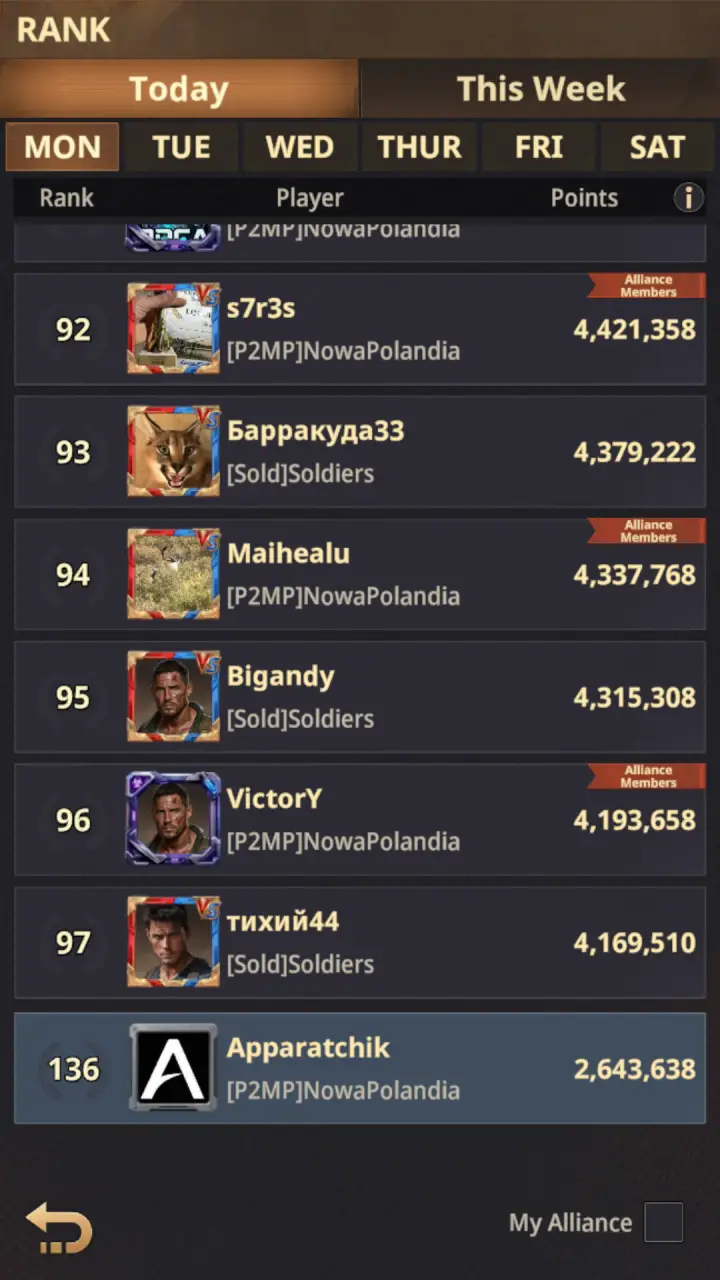 RANK
Today
This Week
MON
TUE
WED
THUR
FRI
SAT
Rank
Player
Points
[P2MP]NowaPolandia
92
s7r3s
[P2MP]NowaPolandia
Alliance
Members
4,421,358
93
Барракуда33
[Sold]Soldiers
4,379,222
94
Maihealu
[P2MP]NowaPolandia
Alliance
Members
4,337,768
95
Bigandy
[Sold]Soldiers
4,315,308
96
VictorY
[P2MP]NowaPolandia
Alliance
Members
4,193,658
97
тихий44
[Sold]Soldiers
4,169,510
136
Apparatchik
[P2MP]NowaPolandia
2,643,638
My Alliance